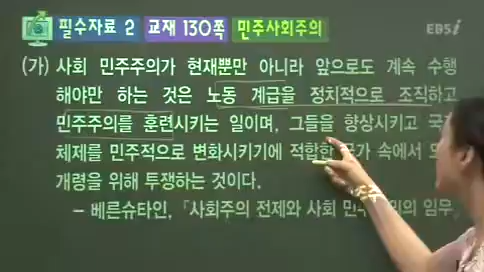 필수자료 2 교재 130쪽 민주사회주의 EBSi
(가) 사회 민주주의가 현재뿐만 아니라 앞으로도 계속 수행
해야만 하는 것은 노동 계급을 정치적으로 조직하고
민주주의를 훈련시키는 일이며, 그들을 향상시키고
체제를 민주적으로 변화시키기에 적합한 속에서
개령을 위해 투쟁하는 것이다.
- 베른슈타인, 「사회주의 전제와 사회 임무」